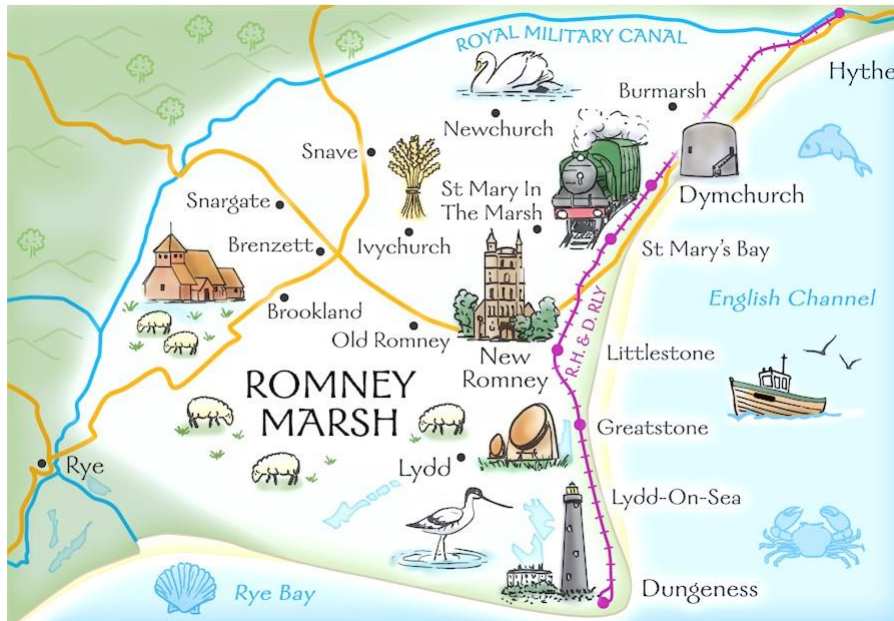 ROYAL MILITARY CANAL
Hythe
Burmarsh
Newchurch
Snave
St Mary In
The Marsh
Dymchurch
Snargate
Brenzett
Ivychurch
St Mary's Bay
Brookland
English Channel
Old Romney
New
Romney
R.H. & D. RLY
Littlestone
ROMNEY
MARSH
Greatstone
Rye
Lydd
Lydd-On-Sea
Rye Bay
Dungeness